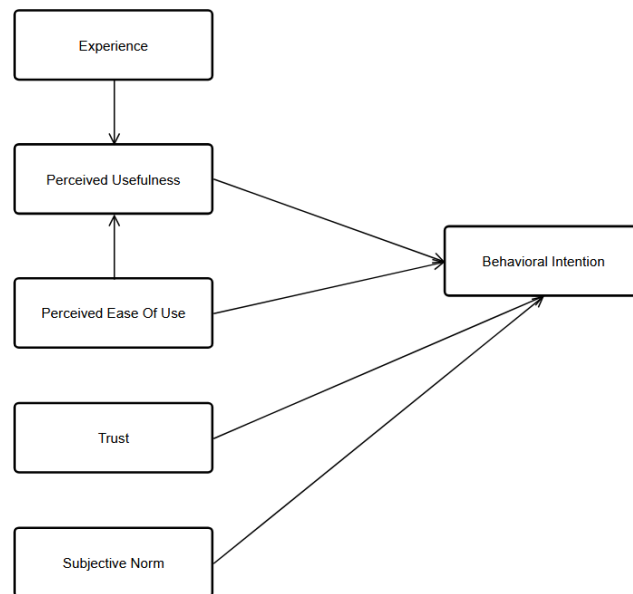 Experience
Perceived Usefulness
Behavioral Intention
Perceived Ease Of Use
Trust
Subjective Norm